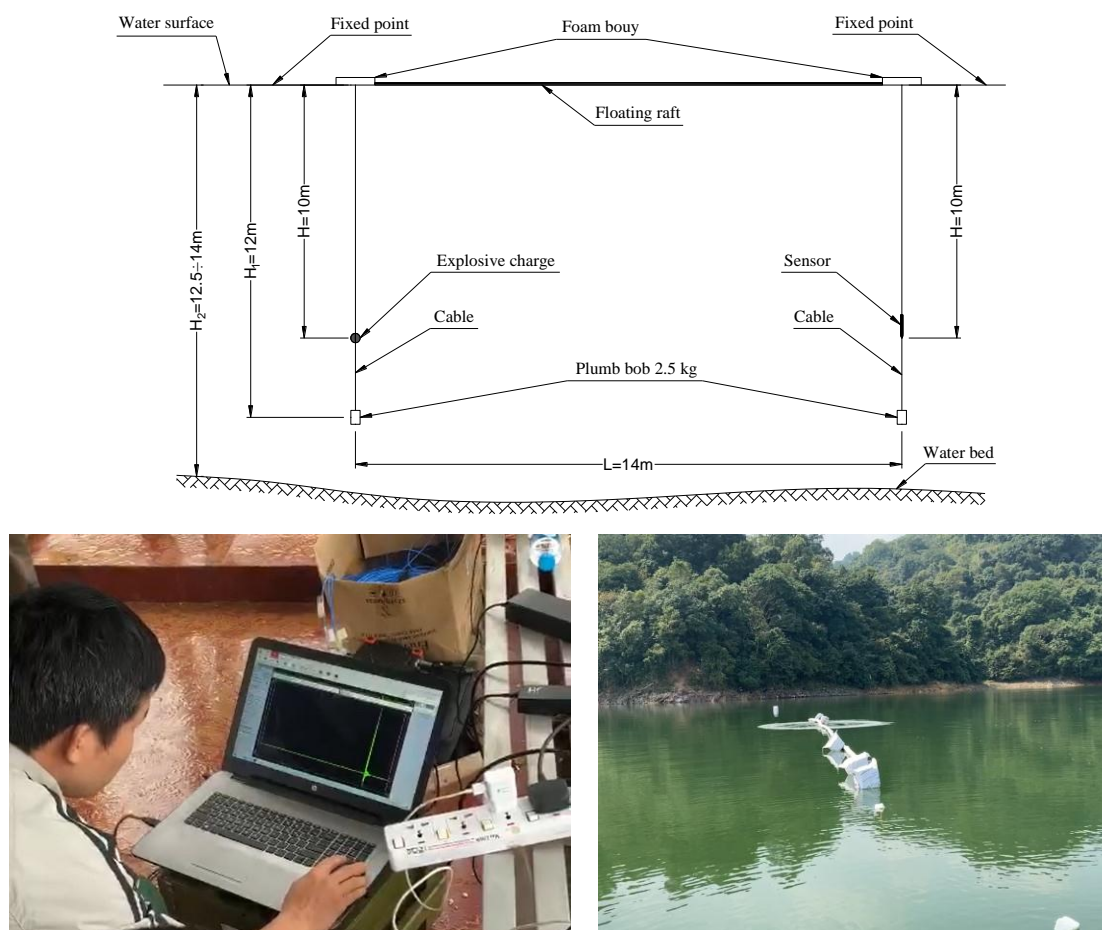 Water surface
Fixed point
Foam bouy
Fixed point
Floating raft
H=10m
H₁=12m
H₂=12.5÷14m
H=10m
Explosive charge
Sensor
Cable
Cable
Plumb bob 2.5 kg
L=14m
Water bed